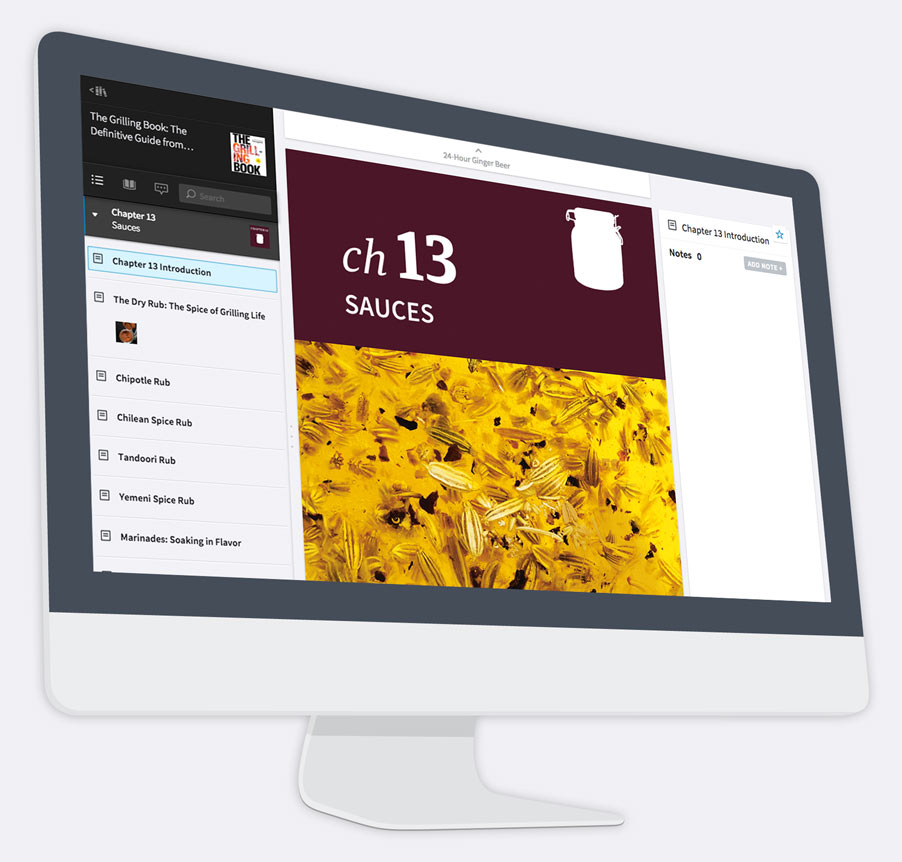 The Grilling Book: The
Definitive Guide from...
THE
GRILL-
ING
BOOK
Search
Chapter 13
Sauces
Chapter 13 Introduction
The Dry Rub: The Spice of Grilling Life
Chipotle Rub
Chilean Spice Rub
Tandoori Rub
Yemeni Spice Rub
Marinades: Soaking in Flavor
24-Hour Ginger Beer
ch 13
SAUCES
Chapter 13 Introduction
Notes 0
ADD NOTE +